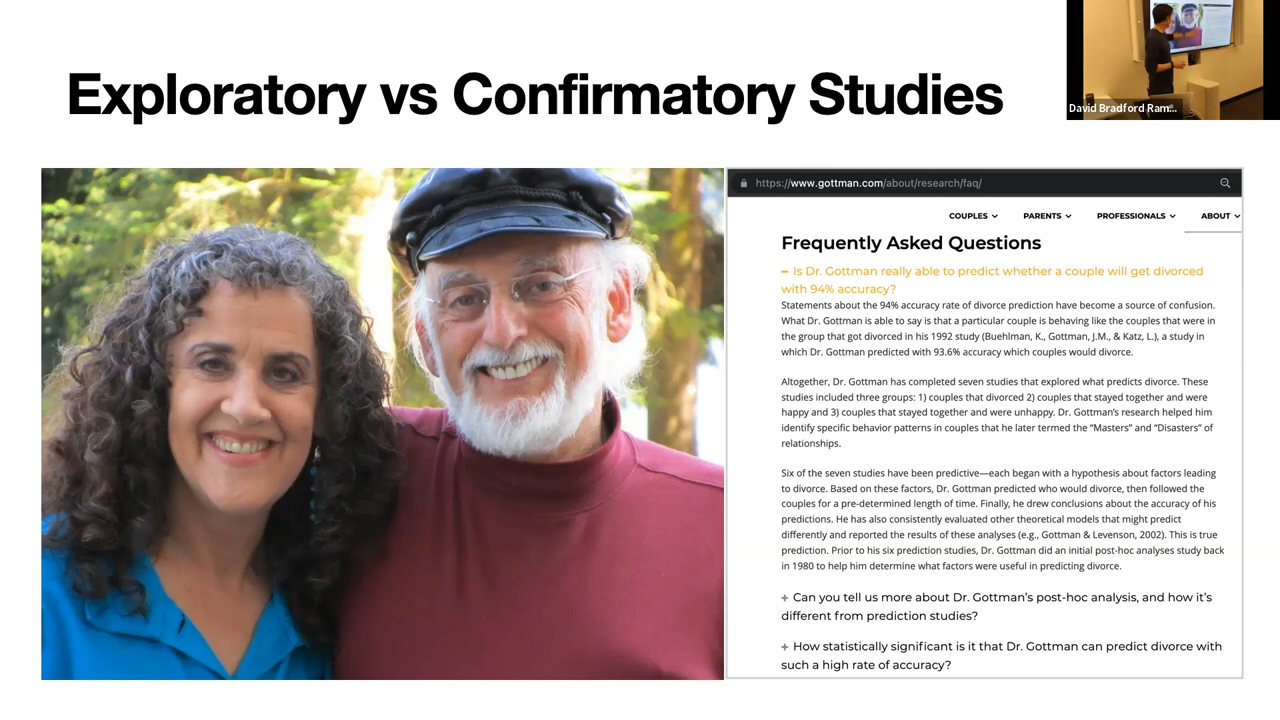 Exploratory vs Confirmatory Studies
David Bradford Ram...
https://www.gottman.com/about/research/faq/
COUPLES PARENTS PROFESSIONALS ABOUT
Frequently Asked Questions
− Is Dr. Gottman really able to predict whether a couple will get divorced
with 94% accuracy?
Statements about the 94% accuracy rate of divorce prediction have become a source of confusion.
What Dr. Gottman is able to say is that a particular couple is behaving like the couples that were in
the group that got divorced in his 1992 study (Buehlman, K., Gottman, J.M., & Katz, L.), a study in
which Dr. Gottman predicted with 93.6% accuracy which couples would divorce.
Altogether, Dr. Gottman has completed seven studies that explored what predicts divorce. These
studies included three groups: 1) couples that divorced 2) couples that stayed together and were
happy and 3) couples that stayed together and were unhappy. Dr. Gottman’s research helped him
identify specific behavior patterns in couples that he later termed the “Masters” and “Disasters” of
relationships.
Six of the seven studies have been predictive—each began with a hypothesis about factors leading
to divorce. Based on these factors, Dr. Gottman predicted who would divorce, then followed the
couples for a pre-determined length of time. Finally, he drew conclusions about the accuracy of his
predictions. He has also consistently evaluated other theoretical models that might predict
differently and reported the results of these analyses (e.g., Gottman & Levenson, 2002). This is true
prediction. Prior to his six prediction studies, Dr. Gottman did an initial post-hoc analyses study back
in 1980 to help him determine what factors were useful in predicting divorce.
+ Can you tell us more about Dr. Gottman’s post-hoc analysis, and how it’s
different from prediction studies?
+ How statistically significant is it that Dr. Gottman can predict divorce with
such a high rate of accuracy?